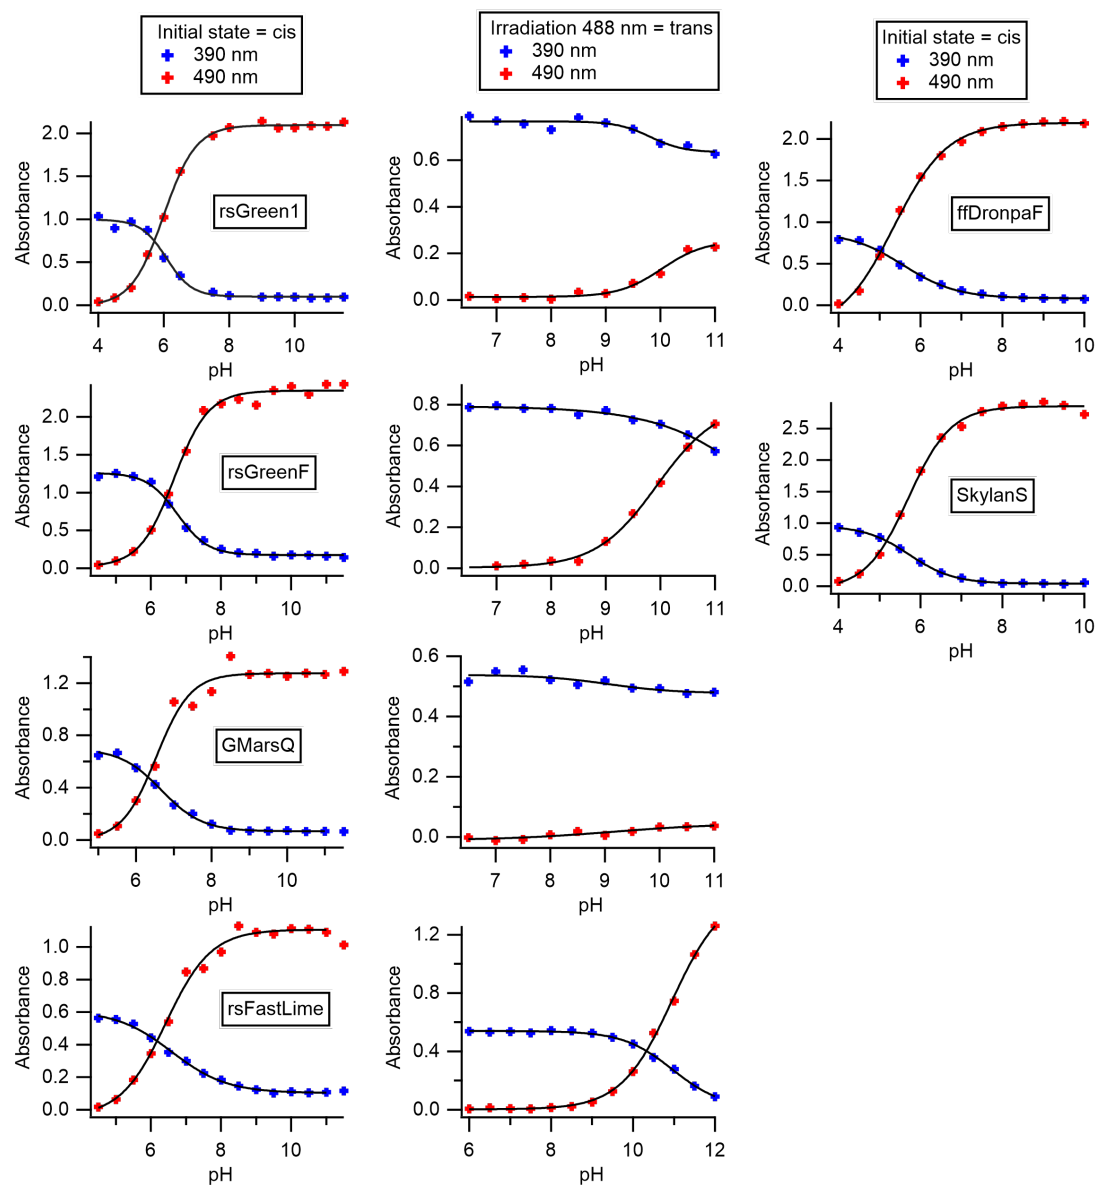 Initial state = cis
390 nm
490 nm
Irradiation 488 nm = trans
390 nm
490 nm
Initial state = cis
390 nm
490 nm
Absorbance
2.0
1.5
1.0
0.5
0.0
rsGreen1
4 6 8 10
pH
Absorbance
0.6
0.4
0.2
0.0
7 8 9 10 11
pH
Absorbance
2.0
1.5
1.0
0.5
0.0
ffDronpaF
4 6 8 10
pH
Absorbance
2.0
1.5
1.0
0.5
0.0
rsGreenF
6 8 10
pH
Absorbance
0.8
0.6
0.4
0.2
0.0
7 8 9 10 11
pH
Absorbance
2.5
2.0
1.5
1.0
0.5
0.0
SkylanS
4 6 8 10
pH
Absorbance
1.2
0.8
0.4
0.0
GMarsQ
6 8 10
pH
Absorbance
0.6
0.4
0.2
0.0
7 8 9 10 11
pH
Absorbance
1.0
0.8
0.6
0.4
0.2
0.0
rsFastLime
6 8 10
pH
Absorbance
1.2
0.8
0.4
0.0
6 8 10 12
pH